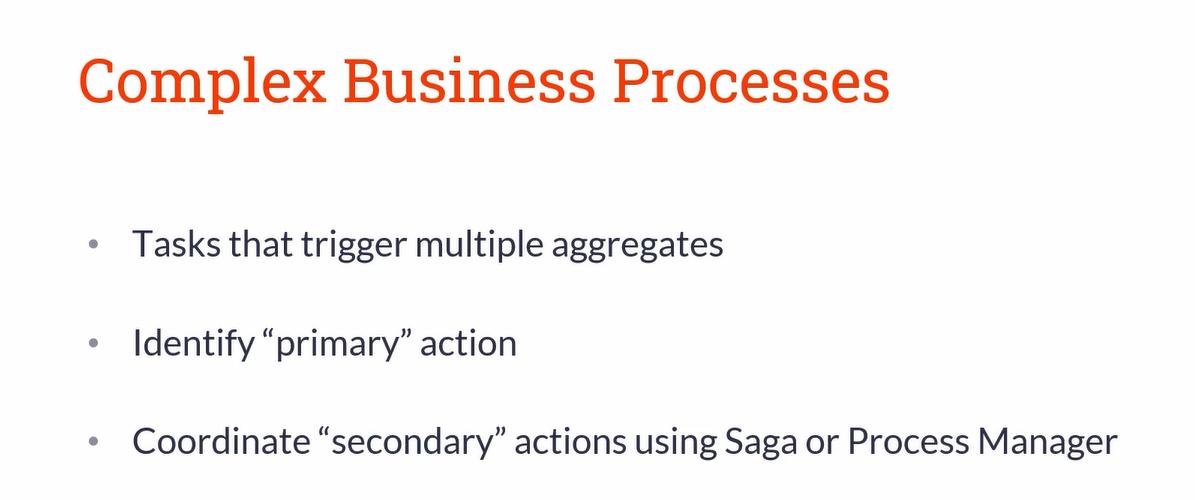 Complex Business Processes
• Tasks that trigger multiple aggregates
• Identify “primary” action
• Coordinate “secondary” actions using Saga or Process Manager